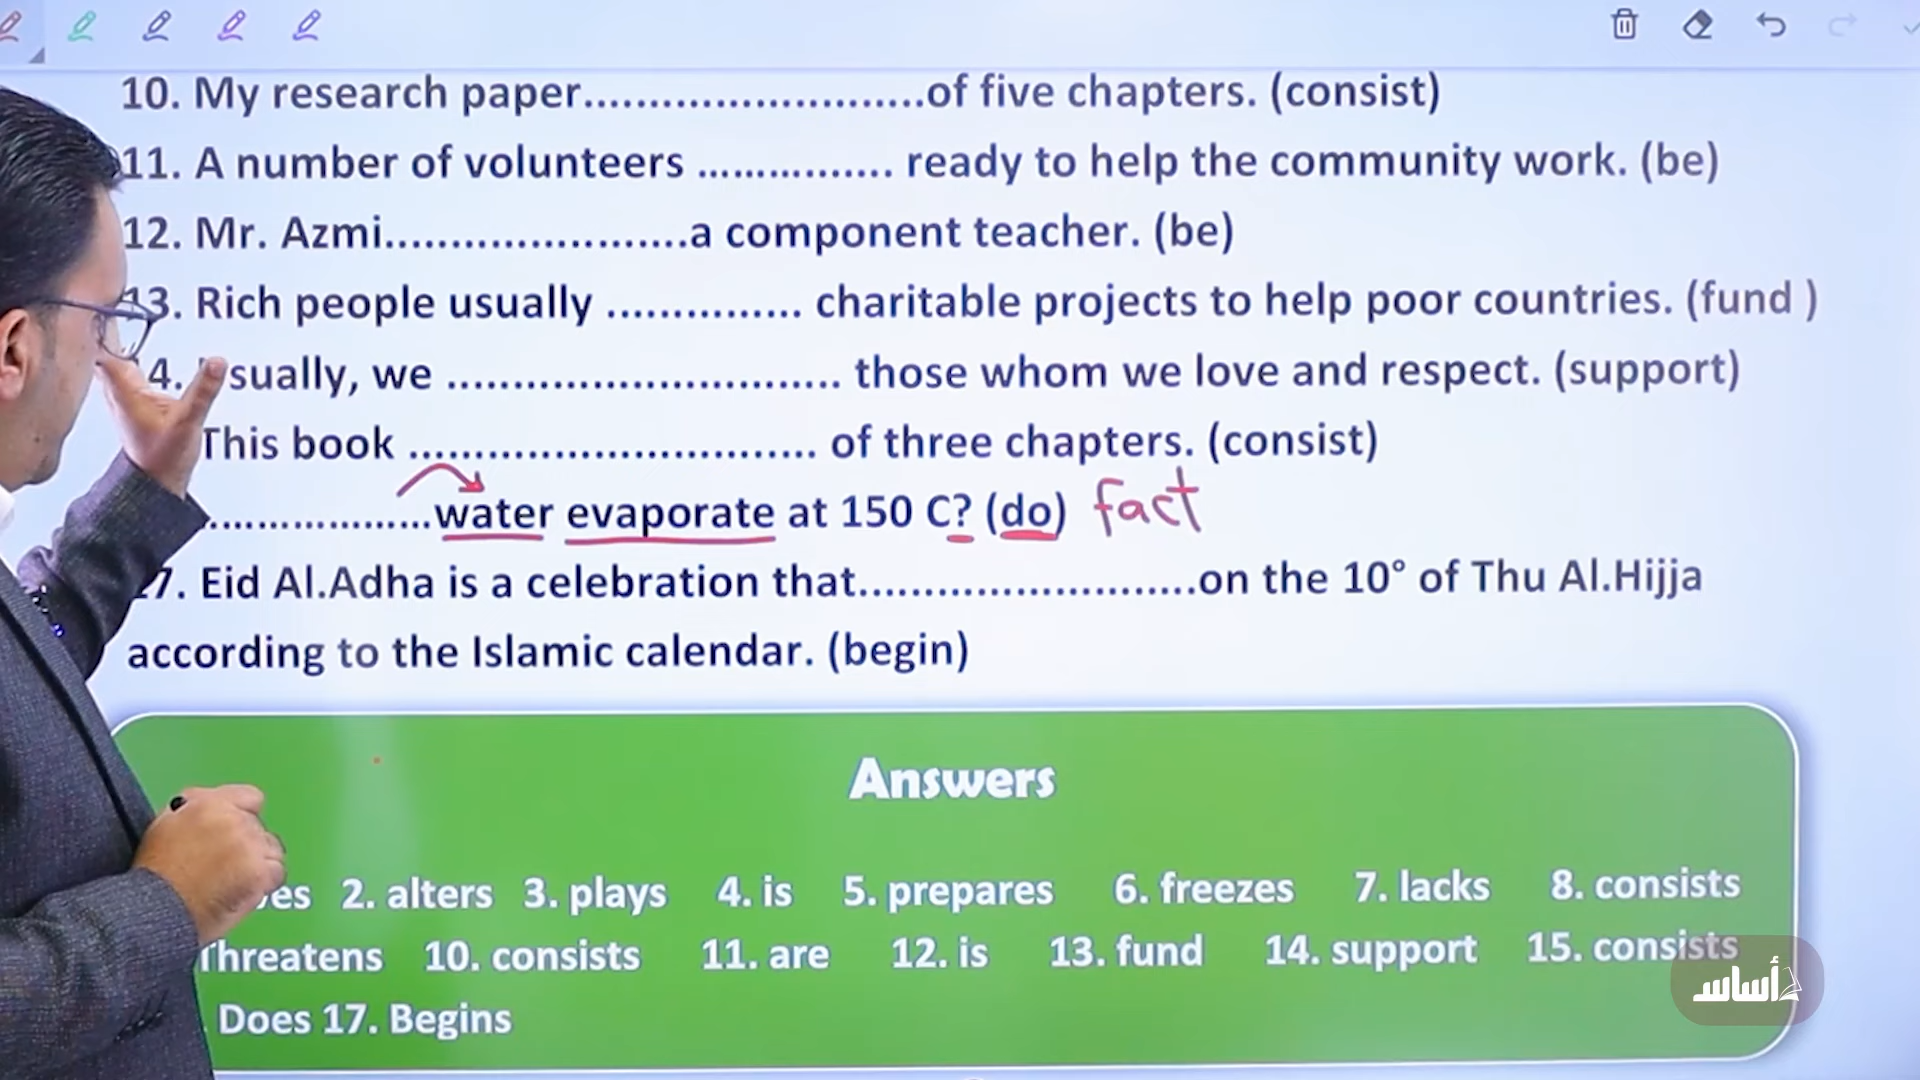 10. My research paper..........................of five chapters. (consist)
11. A number of volunteers ............... ready to help the community work. (be)
12. Mr. Azmi.......................a component teacher. (be)
13. Rich people usually ............... charitable projects to help poor countries. (fund )
4. sually, we .............................. those whom we love and respect. (support)
This book ............................... of three chapters. (consist)
..................water evaporate at 150 C? (do) fact
7. Eid Al.Adha is a celebration that..........................on the 10° of Thu Al.Hijja
according to the Islamic calendar. (begin)
Answers
2. alters 3. plays 4. is 5. prepares 6. freezes 7. lacks 8. consists
Threatens 10. consists 11. are 12. is 13. fund 14. support 15. consists
Does 17. Begins
أساس